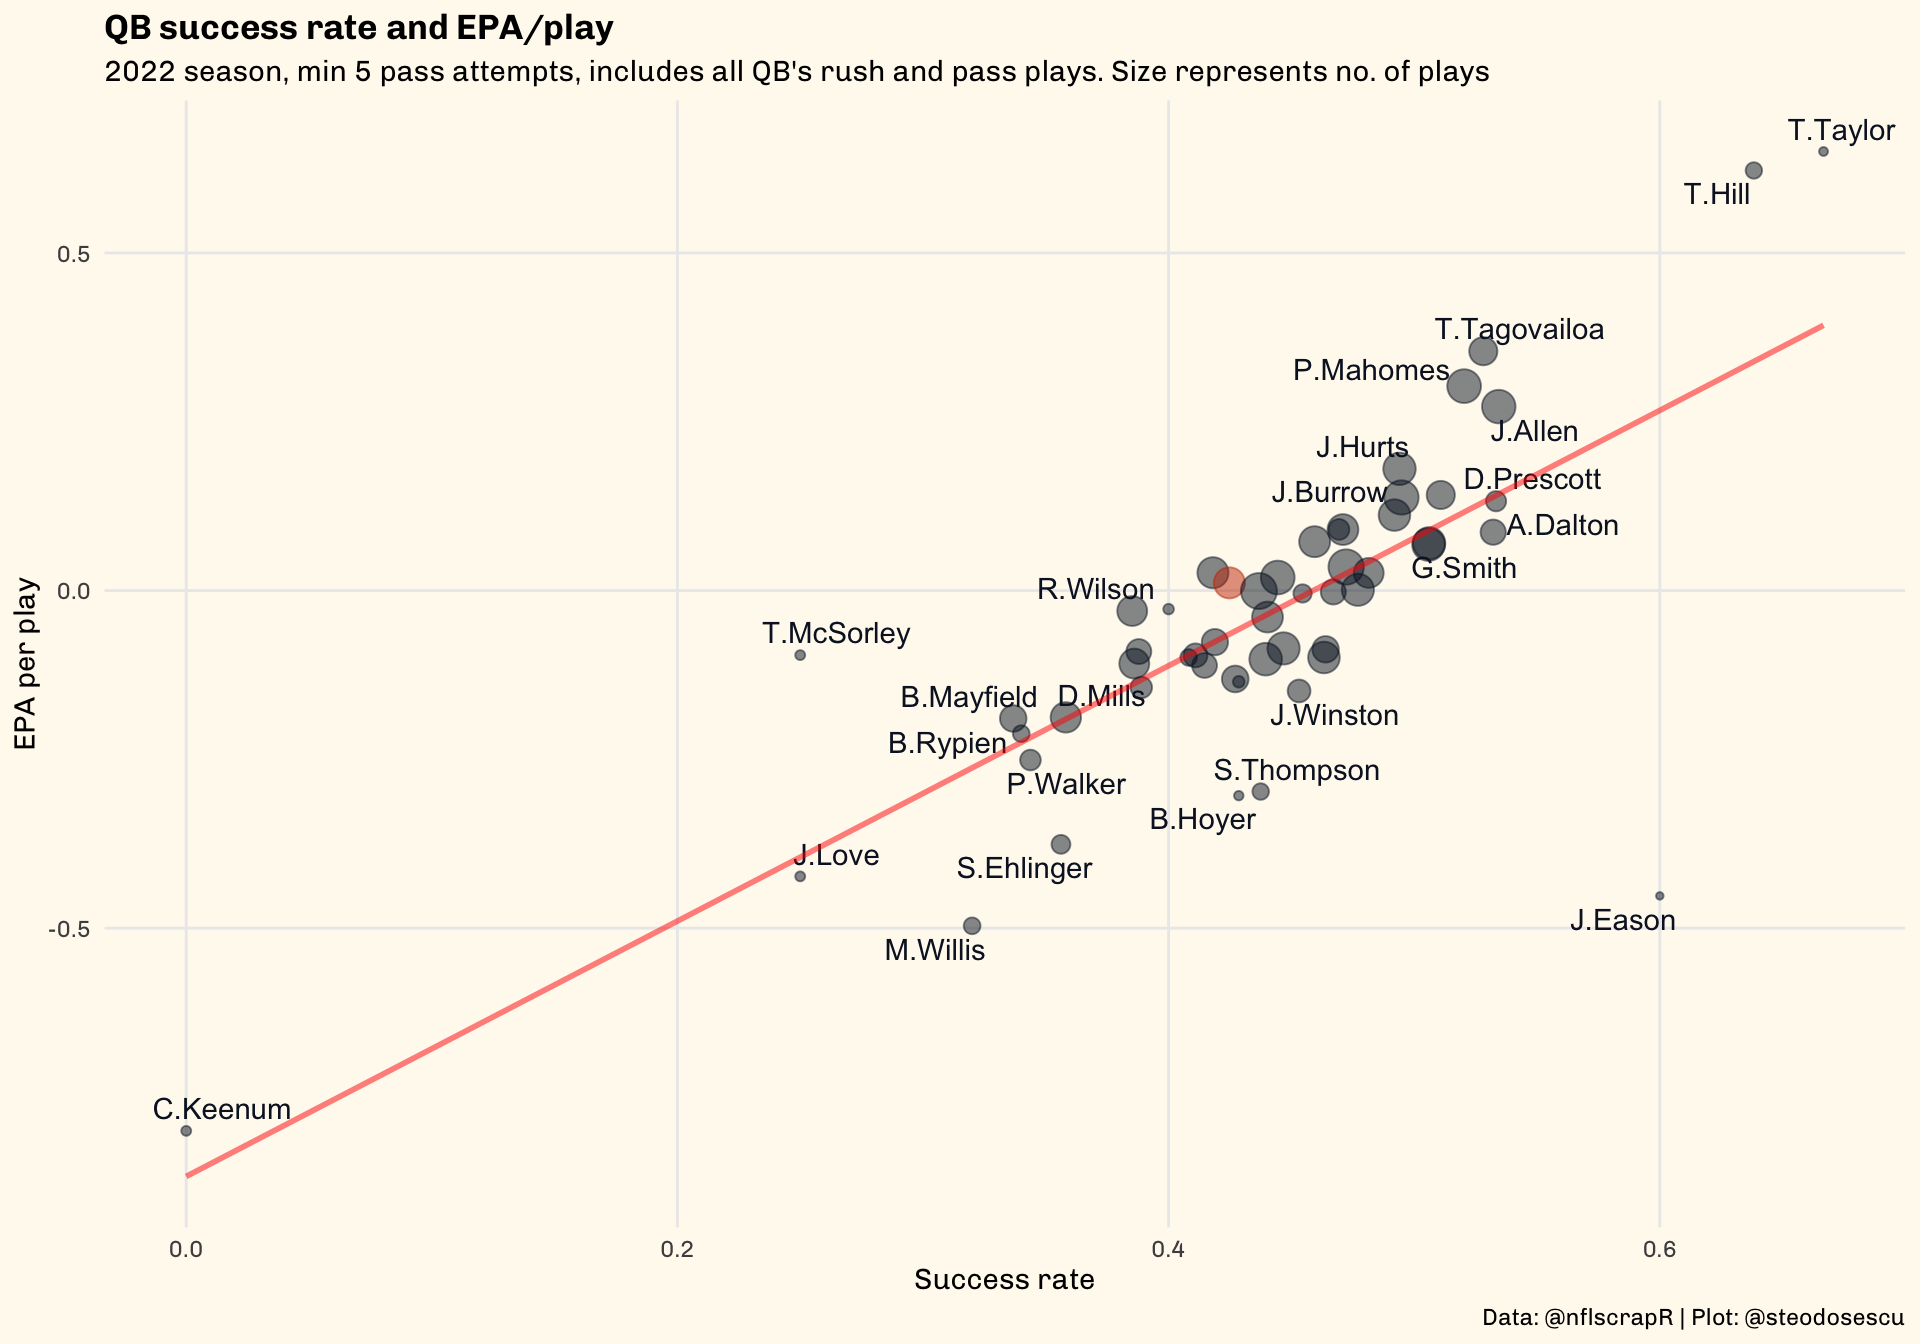 QB success rate and EPA/play
2022 season, min 5 pass attempts, includes all QB's rush and pass plays. Size represents no. of plays
T.Taylor
T.Hill
0.5
T.Tagovailoa
P.Mahomes
J.Allen
J.Hurts
D.Prescott
J.Burrow
A.Dalton
G.Smith
R.Wilson
0.0
T.McSorley
EPA per play
B.Mayfield
D.Mills
J.Winston
B.Rypien
S.Thompson
P.Walker
B.Hoyer
J.Love
S.Ehlinger
J.Eason
-0.5
M.Willis
C.Keenum
0.0
0.2
0.4
0.6
Success rate
Data: @nflscrapR | Plot: @steodosescu